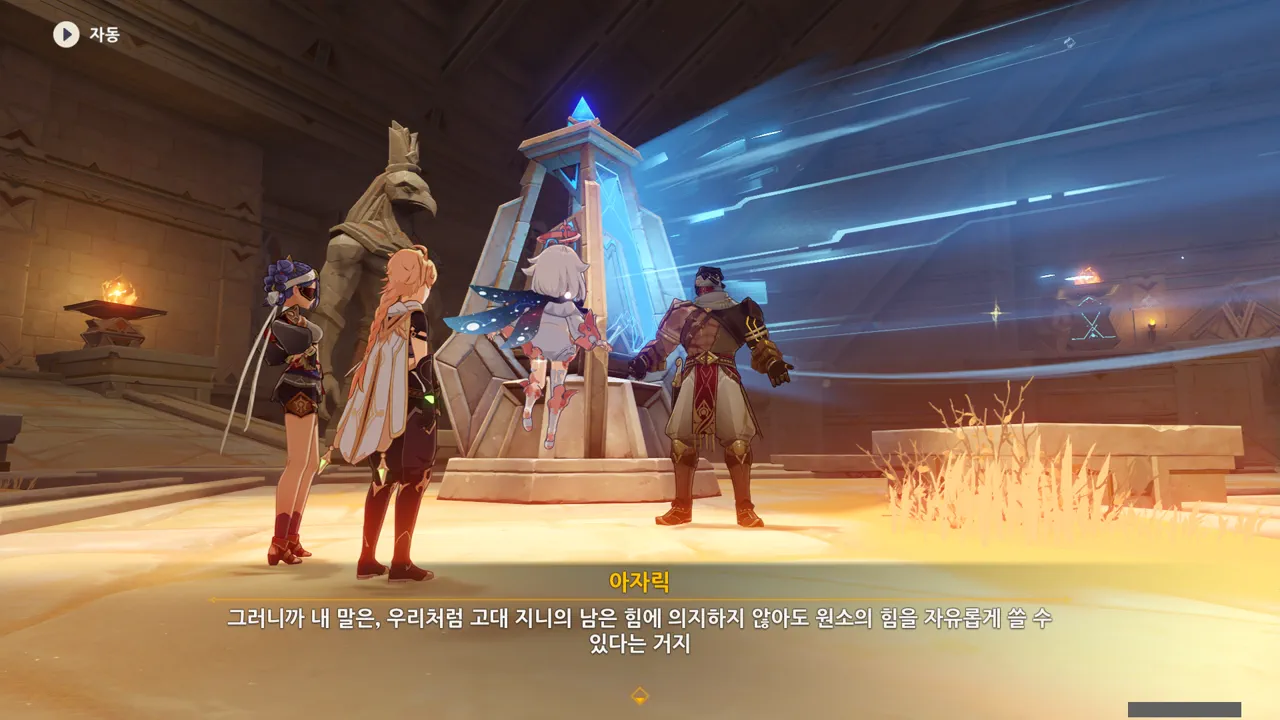 자동
아자릭
그러니까 내 말은, 우리처럼 고대 지니의 남은 힘에 의지하지 않아도 원소의 힘을 자유롭게 쓸 수
있다는 거지